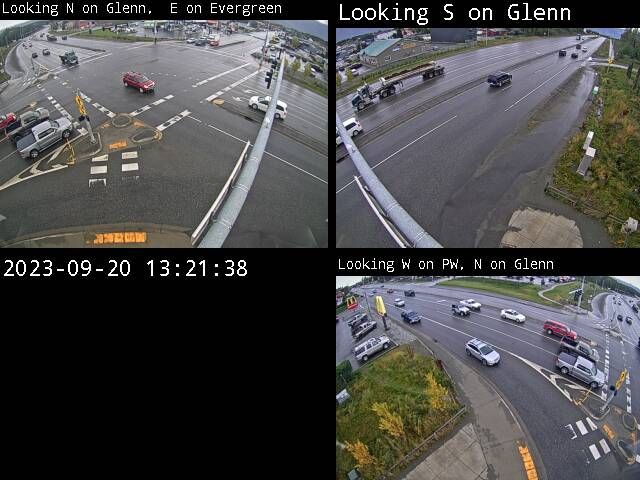 Looking N on Glenn,  E on Evergreen
Looking S on Glenn
2023-09-20 13:21:38
Looking W on PW, N on Glenn